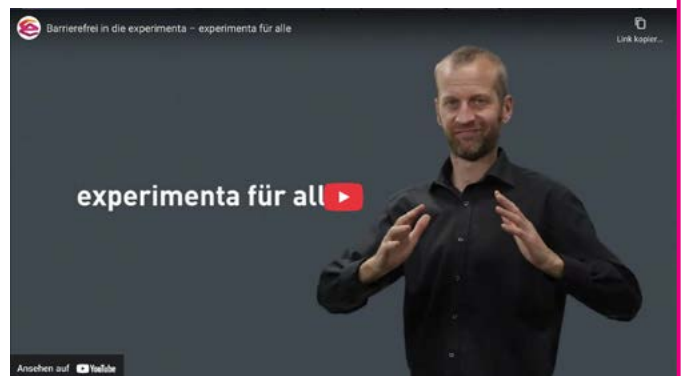 Barrierefrei in die experimenta – experimenta für alle
Link kopier...
experimenta für all
Ansehen auf YouTube